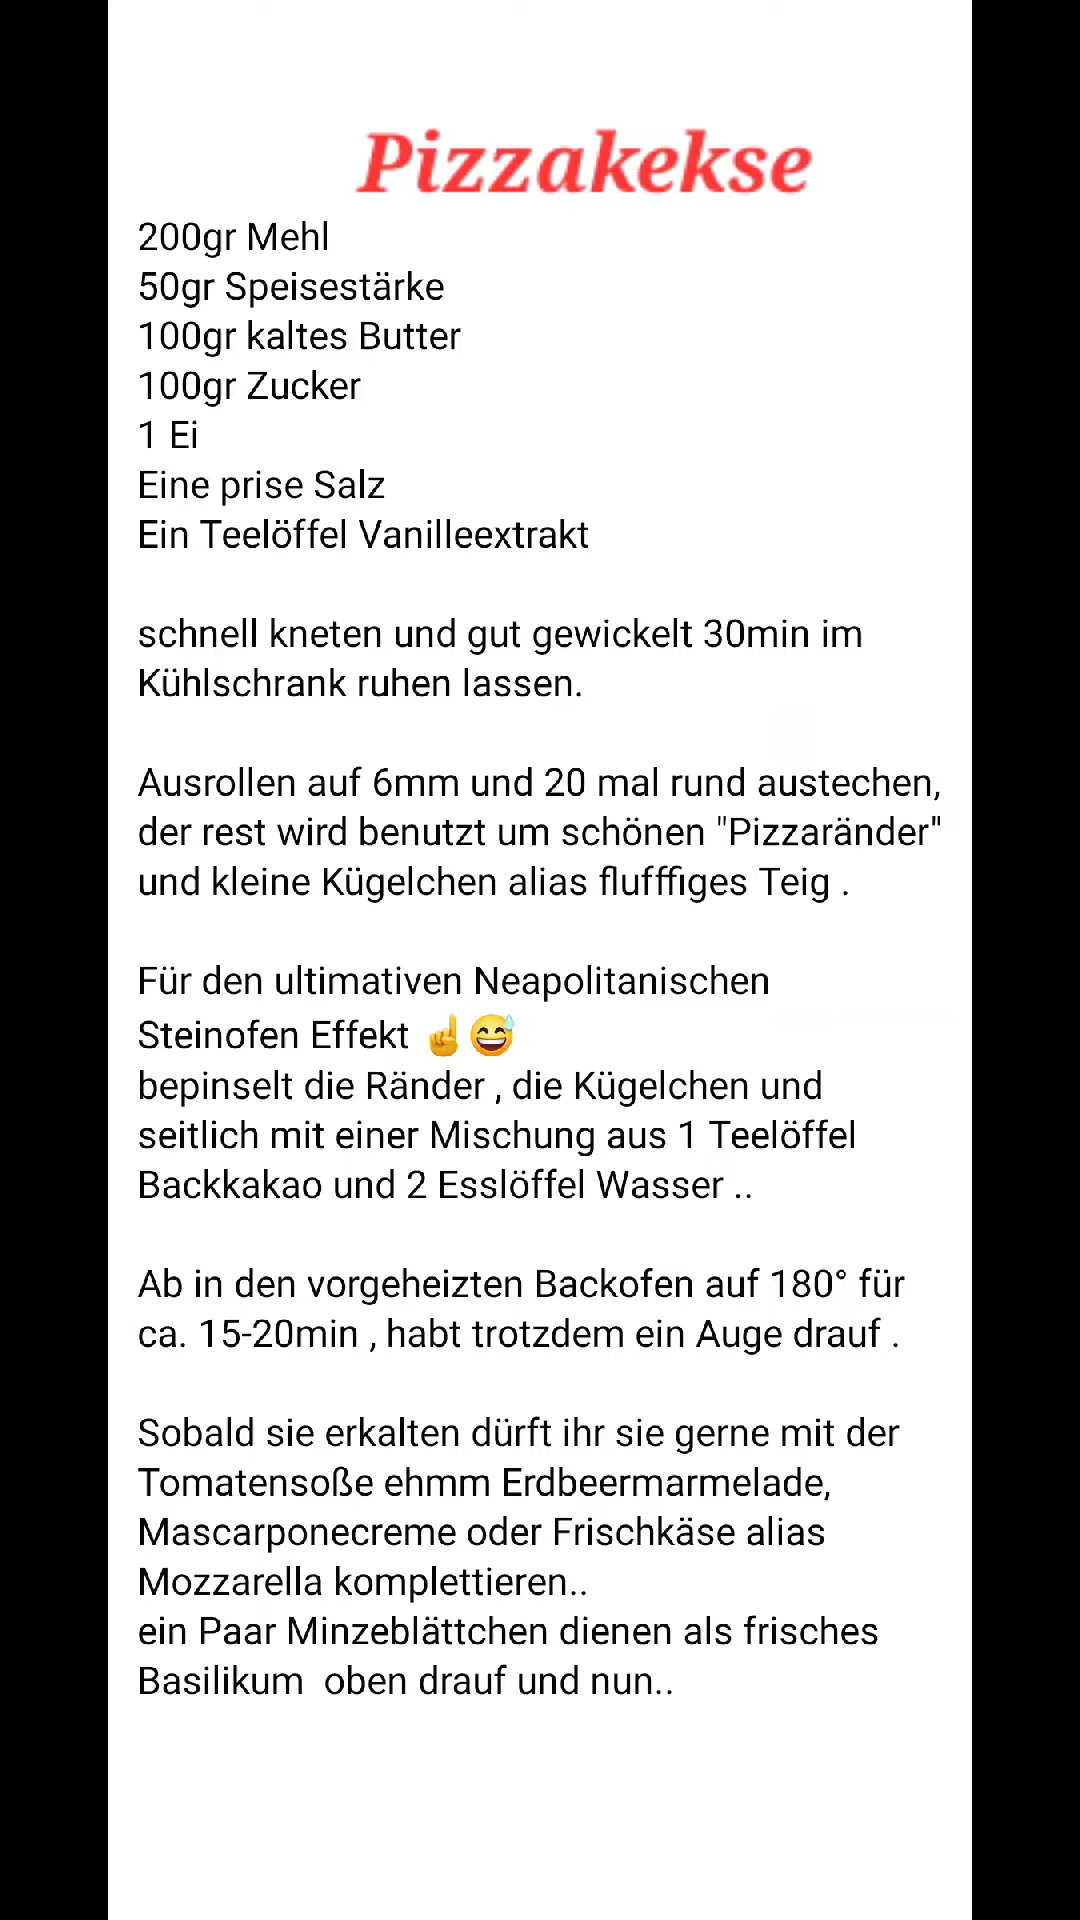 Pizzakekse
200gr Mehl
50gr Speisestärke
100gr kaltes Butter
100gr Zucker
1 Ei
Eine prise Salz
Ein Teelöffel Vanilleextrakt
schnell kneten und gut gewickelt 30min im
Kühlschrank ruhen lassen.
Ausrollen auf 6mm und 20 mal rund austechen,
der rest wird benutzt um schönen "Pizzaränder"
und kleine Kügelchen alias flufffiges Teig .
Für den ultimativen Neapolitanischen
Steinofen Effekt ☝️😅
bepinselt die Ränder , die Kügelchen und
seitlich mit einer Mischung aus 1 Teelöffel
Backkakao und 2 Esslöffel Wasser ..
Ab in den vorgeheizten Backofen auf 180° für
ca. 15-20min , habt trotzdem ein Auge drauf .
Sobald sie erkalten dürft ihr sie gerne mit der
Tomatensoße ehmm Erdbeermarmelade,
Mascarponecreme oder Frischkäse alias
Mozzarella komplettieren..
ein Paar Minzeblättchen dienen als frisches
Basilikum  oben drauf und nun..